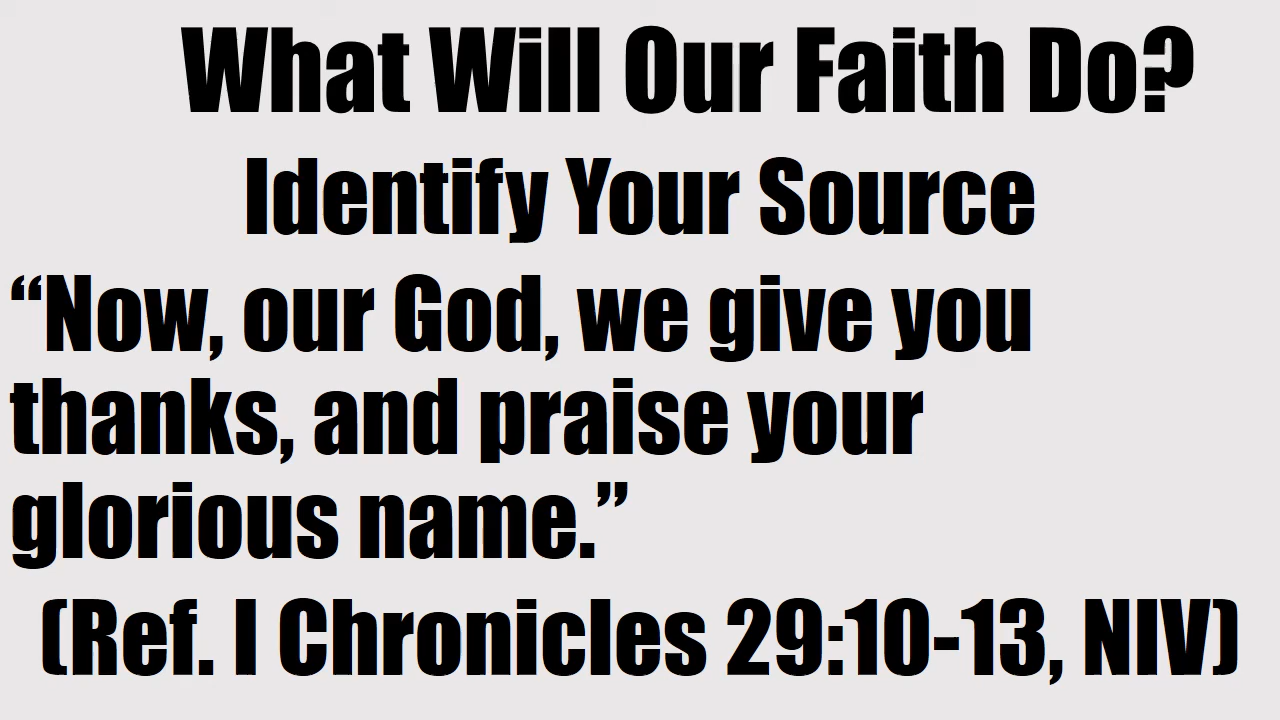 What Will Our Faith Do?
Identify Your Source
“Now, our God, we give you
thanks, and praise your
glorious name.”
(Ref. I Chronicles 29:10-13, NIV)